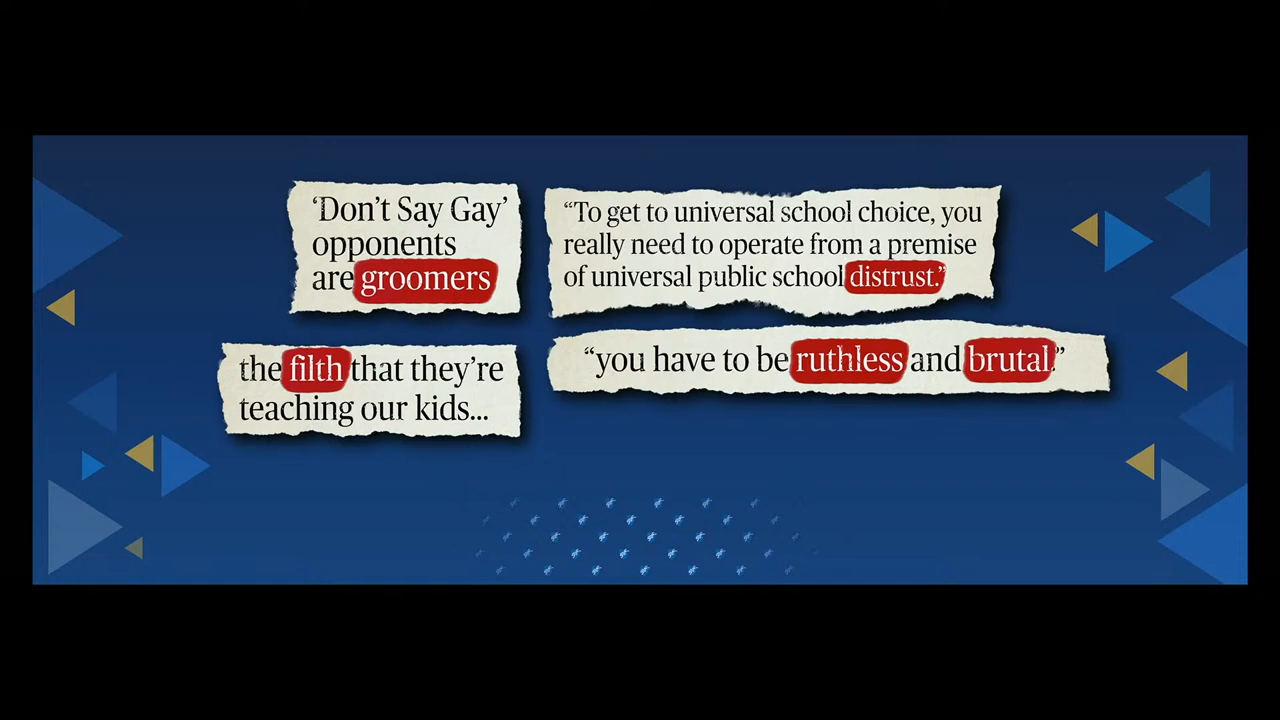 ‘Don’t Say Gay’
opponents
are groomers
“To get to universal school choice, you
really need to operate from a premise
of universal public school distrust.”
the filth that they’re
teaching our kids...
“you have to be ruthless and brutal.”